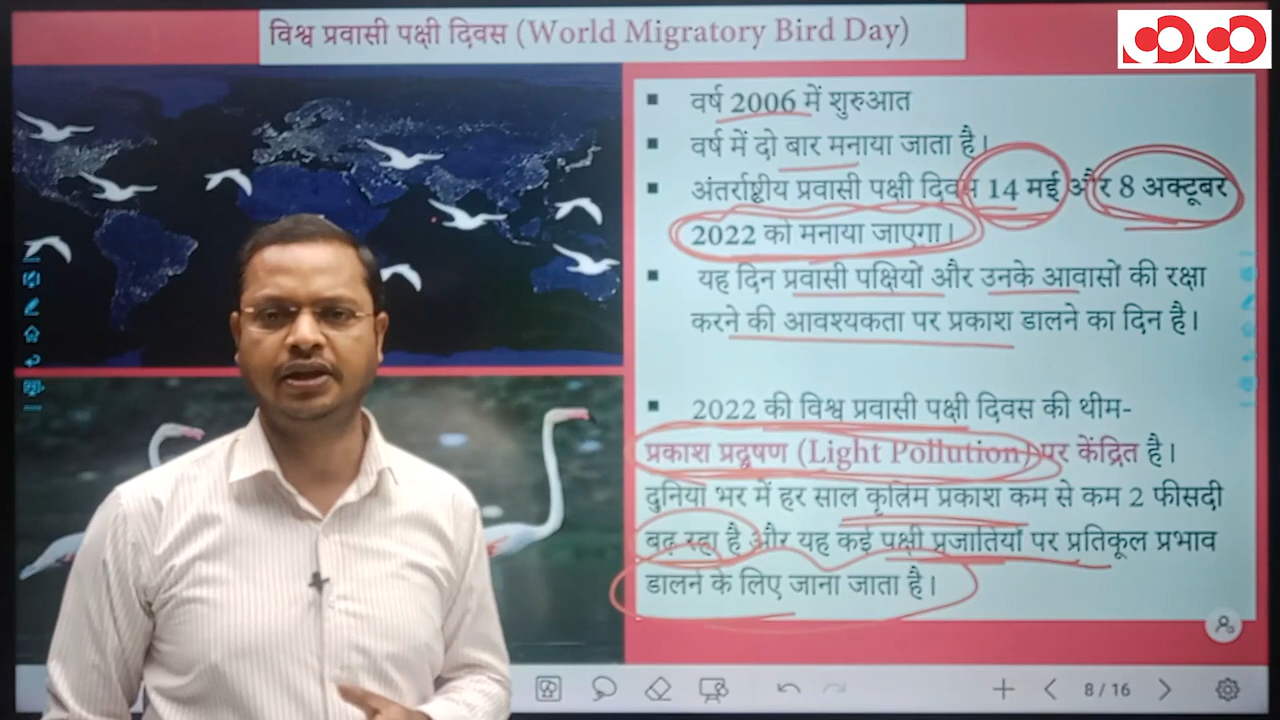 विश्व प्रवासी पक्षी दिवस (World Migratory Bird Day)
वर्ष 2006 में शुरुआत
वर्ष में दो बार मनाया जाता है।
अंतर्राष्ट्रीय प्रवासी पक्षी दिवस 14 मई और 8 अक्टूबर
2022 को मनाया जाएगा।
यह दिन प्रवासी पक्षियों और उनके आवासों की रक्षा
करने की आवश्यकता पर प्रकाश डालने का दिन है।
2022 की विश्व प्रवासी पक्षी दिवस की थीम-
प्रकाश प्रदूषण (Light Pollution) पर केंद्रित है।
दुनिया भर में हर साल कृत्रिम प्रकाश कम से कम 2 फीसदी
बढ़ रहा है और यह कई पक्षी प्रजातियों पर प्रतिकूल प्रभाव
डालने के लिए जाना जाता है।
8 / 16